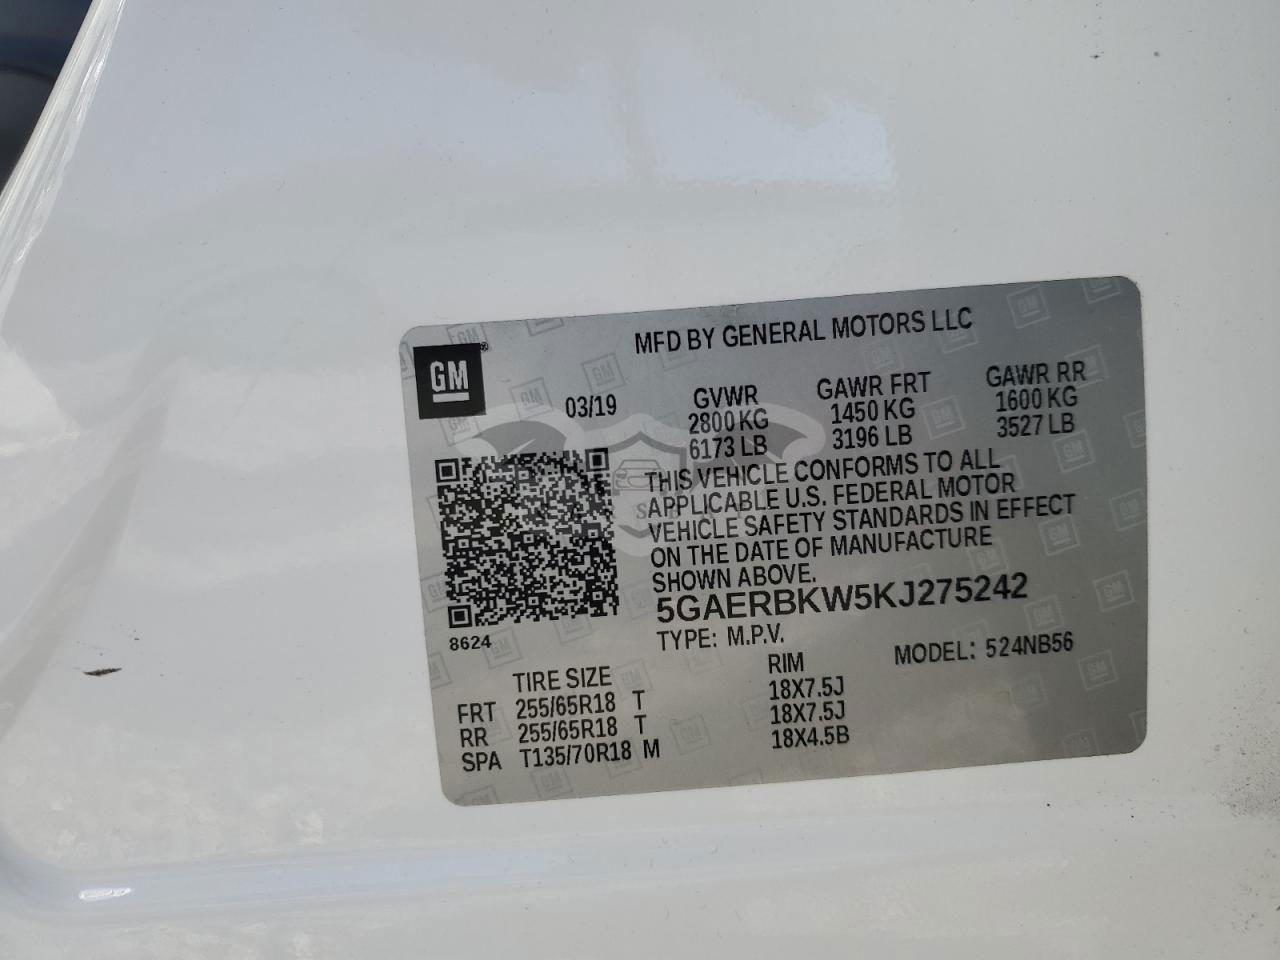 MFD BY GENERAL MOTORS LLC
GM
03/19
GVWR GAWR FRT GAWR RR
2800 KG 1450 KG 1600 KG
6173 LB 3196 LB 3527 LB
THIS VEHICLE CONFORMS TO ALL
APPLICABLE U.S. FEDERAL MOTOR
VEHICLE SAFETY STANDARDS IN EFFECT
ON THE DATE OF MANUFACTURE
SHOWN ABOVE.
5GAERBKW5KJ275242
8624
TYPE: M.P.V. MODEL: 524NB56
TIRE SIZE RIM
FRT 255/65R18 T 18X7.5J
RR 255/65R18 T 18X7.5J
SPA T135/70R18 M 18X4.5B